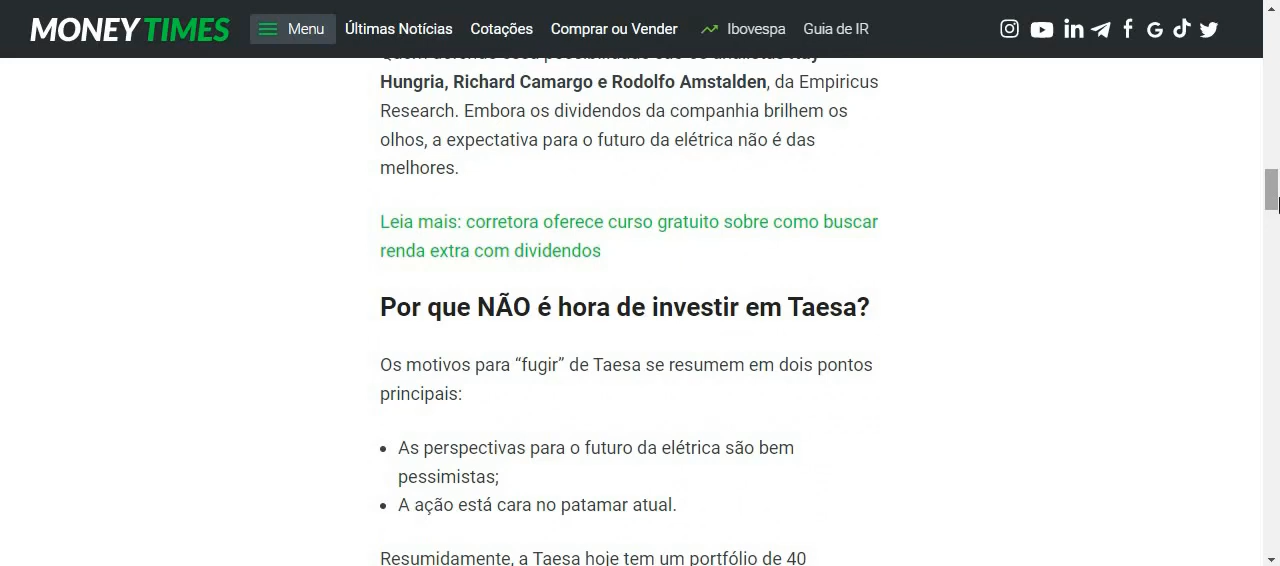 MONEY TIMES Menu Últimas Notícias Cotações Comprar ou Vender Ibovespa Guia de IR
Hungria, Richard Camargo e Rodolfo Amstalden, da Empiricus
Research. Embora os dividendos da companhia brilhem os
olhos, a expectativa para o futuro da elétrica não é das
melhores.
Leia mais: corretora oferece curso gratuito sobre como buscar
renda extra com dividendos
Por que NÃO é hora de investir em Taesa?
Os motivos para “fugir” de Taesa se resumem em dois pontos
principais:
• As perspectivas para o futuro da elétrica são bem
pessimistas;
• A ação está cara no patamar atual.
Resumidamente, a Taesa hoje tem um portfólio de 40